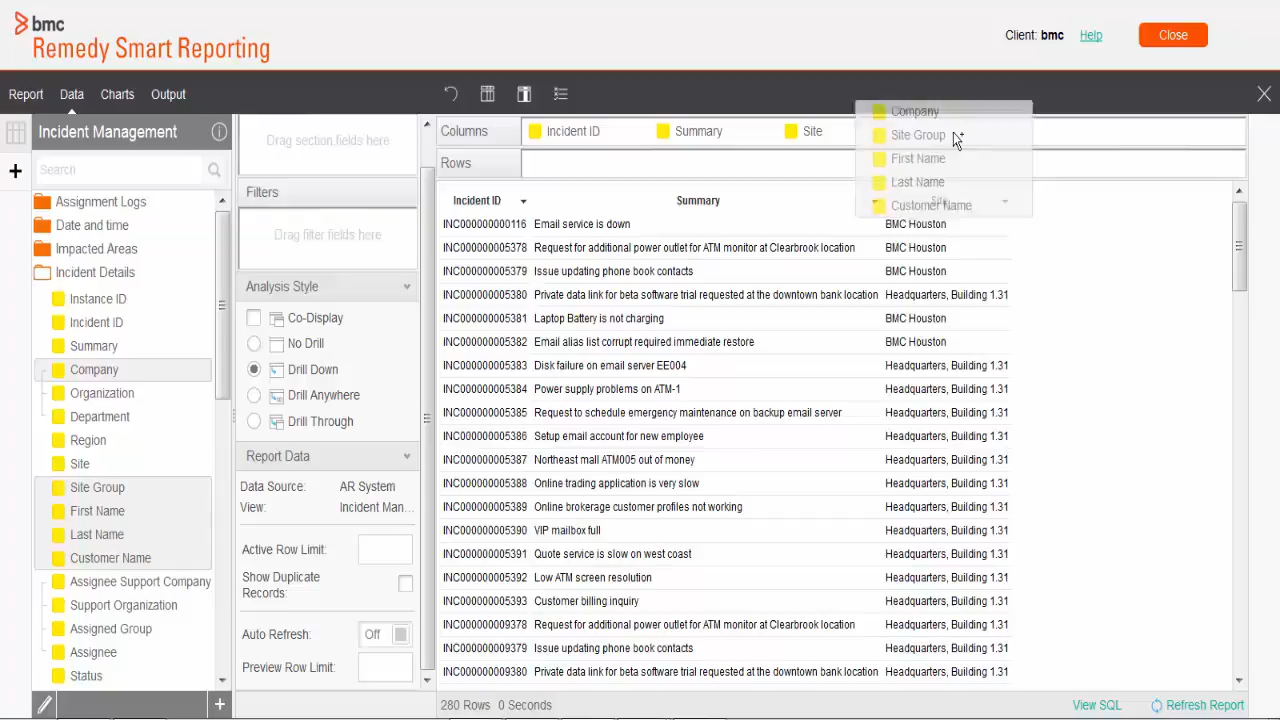 bmc
Remedy Smart Reporting
Client: bmc
Help
Close
Report
Data
Charts
Output
Incident Management
Search
Assignment Logs
Date and time
Impacted Areas
Incident Details
Instance ID
Incident ID
Summary
Company
Organization
Department
Region
Site
Site Group
First Name
Last Name
Customer Name
Assignee Support Company
Support Organization
Assigned Group
Assignee
Status
Drag section fields here
Filters
Drag filter fields here
Analysis Style
Co-Display
No Drill
Drill Down
Drill Anywhere
Drill Through
Report Data
Data Source: AR System
View: Incident Man...
Active Row Limit:
Show Duplicate
Records:
Auto Refresh: Off
Preview Row Limit:
Columns Incident ID Summary Site
Rows
Company
Site Group
First Name
Last Name
Customer Name
Incident ID Summary Site
INC000000000116 Email service is down BMC Houston
INC000000005378 Request for additional power outlet for ATM monitor at Clearbrook location BMC Houston
INC000000005379 Issue updating phone book contacts BMC Houston
INC000000005380 Private data link for beta software trial requested at the downtown bank location Headquarters, Building 1.31
INC000000005381 Laptop Battery is not charging BMC Houston
INC000000005382 Email alias list corrupt required immediate restore BMC Houston
INC000000005383 Disk failure on email server EE004 Headquarters, Building 1.31
INC000000005384 Power supply problems on ATM-1 Headquarters, Building 1.31
INC000000005385 Request to schedule emergency maintenance on backup email server Headquarters, Building 1.31
INC000000005386 Setup email account for new employee Headquarters, Building 1.31
INC000000005387 Northeast mall ATM005 out of money Headquarters, Building 1.31
INC000000005388 Online trading application is very slow Headquarters, Building 1.31
INC000000005389 Online brokerage customer profiles not working Headquarters, Building 1.31
INC000000005390 VIP mailbox full Headquarters, Building 1.31
INC000000005391 Quote service is slow on west coast Headquarters, Building 1.31
INC000000005392 Low ATM screen resolution Headquarters, Building 1.31
INC000000005393 Customer billing inquiry Headquarters, Building 1.31
INC000000009378 Request for additional power outlet for ATM monitor at Clearbrook location Headquarters, Building 1.31
INC000000009379 Issue updating phone book contacts Headquarters, Building 1.31
INC000000009380 Private data link for beta software trial requested at the downtown bank location Headquarters, Building 1.31
280 Rows 0 Seconds
View SQL
Refresh Report